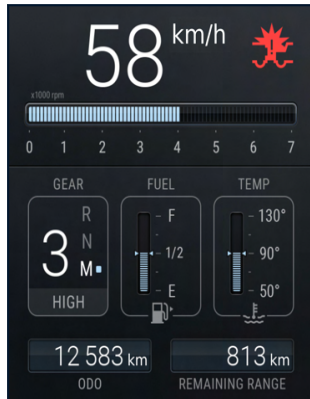 58 km/h
x1000 rpm
0 1 2 3 4 5 6 7
GEAR FUEL TEMP
R F 130°
3 N 1/2 90°
M E 50°
HIGH
12 583 km 813 km
ODO REMAINING RANGE